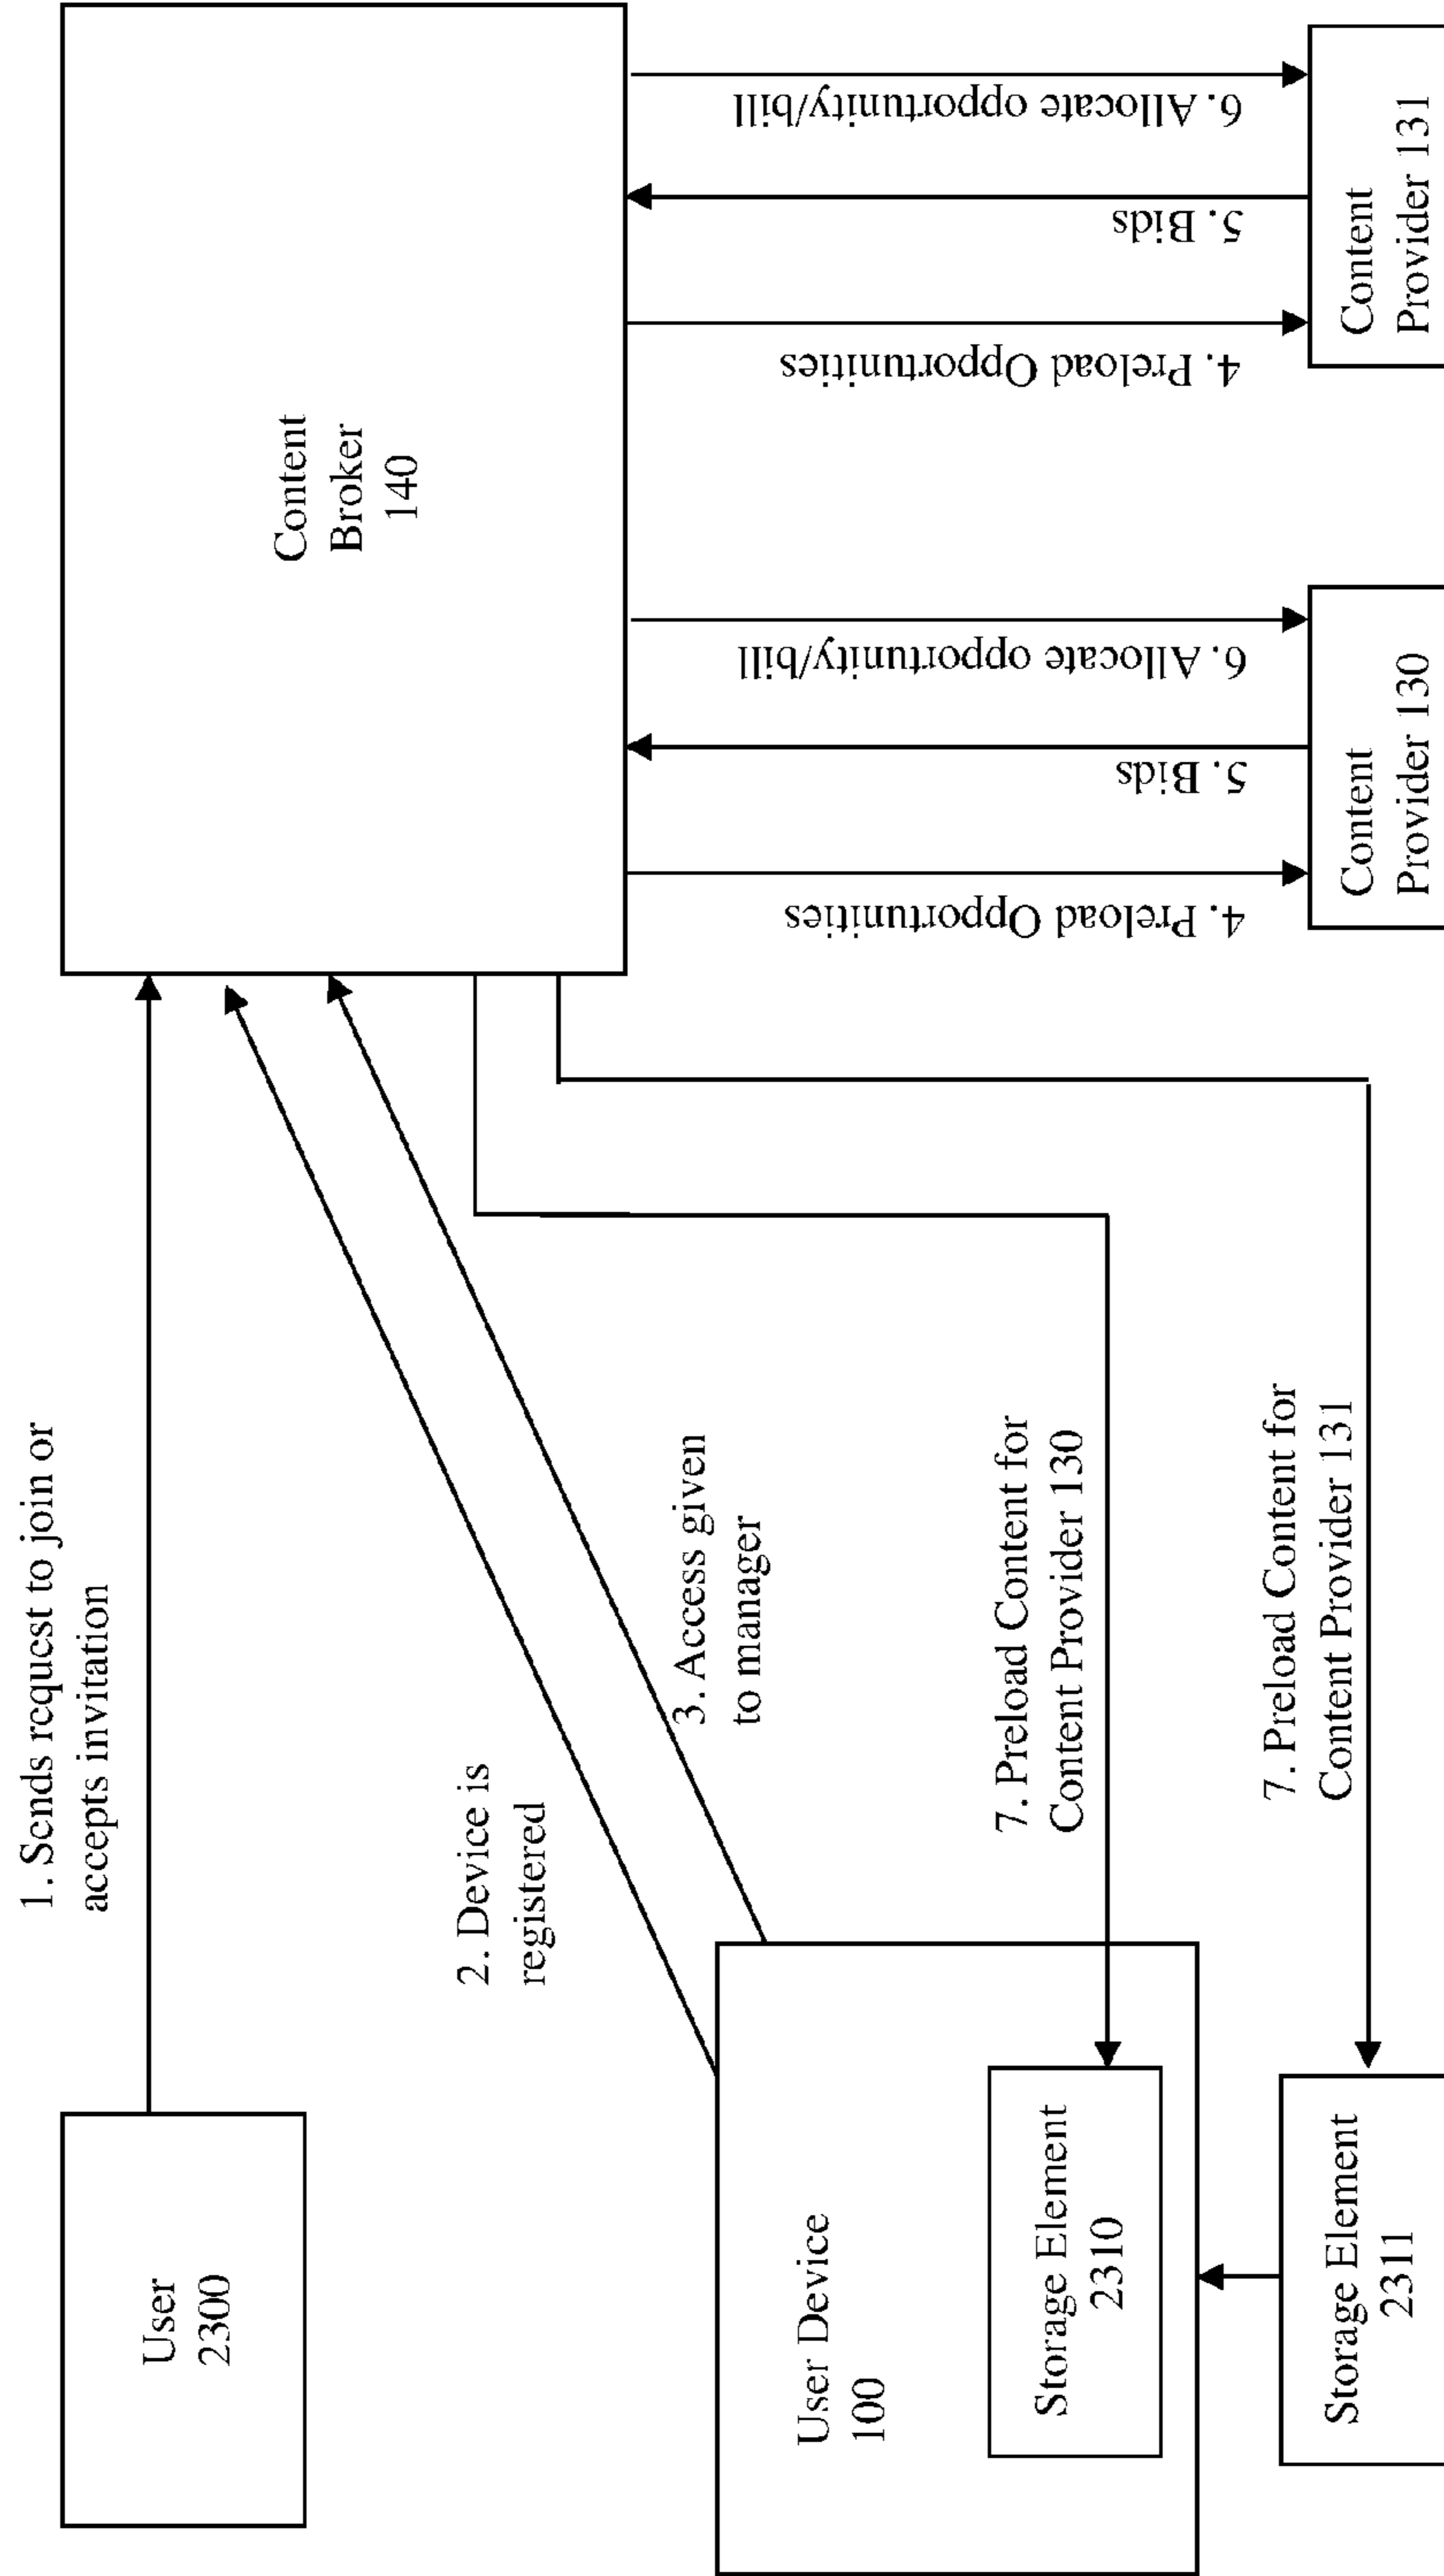 1. Sends request to join or
accepts invitation
User
2300
Content
Broker
140
2. Device is
registered
3. Access given
to manager
User Device
100
Storage Element
2310
7. Preload Content for
Content Provider 130
Storage Element
2311
7. Preload Content for
Content Provider 131
4. Preload Opportunities
5. Bids
6. Allocate opportunity/bill
4. Preload Opportunities
5. Bids
6. Allocate opportunity/bill
Content
Provider 130
Content
Provider 131